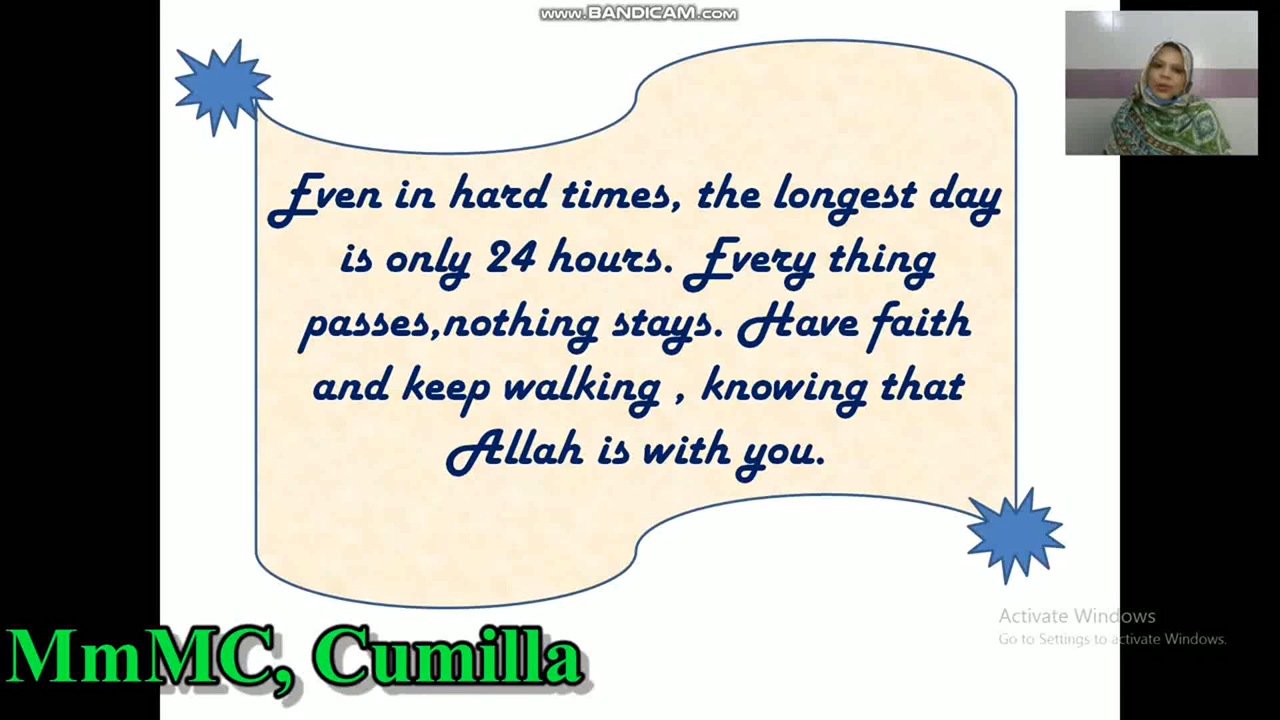 www.BANDICAM.com
Even in hard times, the longest day
is only 24 hours. Every thing
passes,nothing stays. Have faith
and keep walking , knowing that
Allah is with you.
Activate Windows
Go to Settings to activate Windows.
MmMC, Cumilla